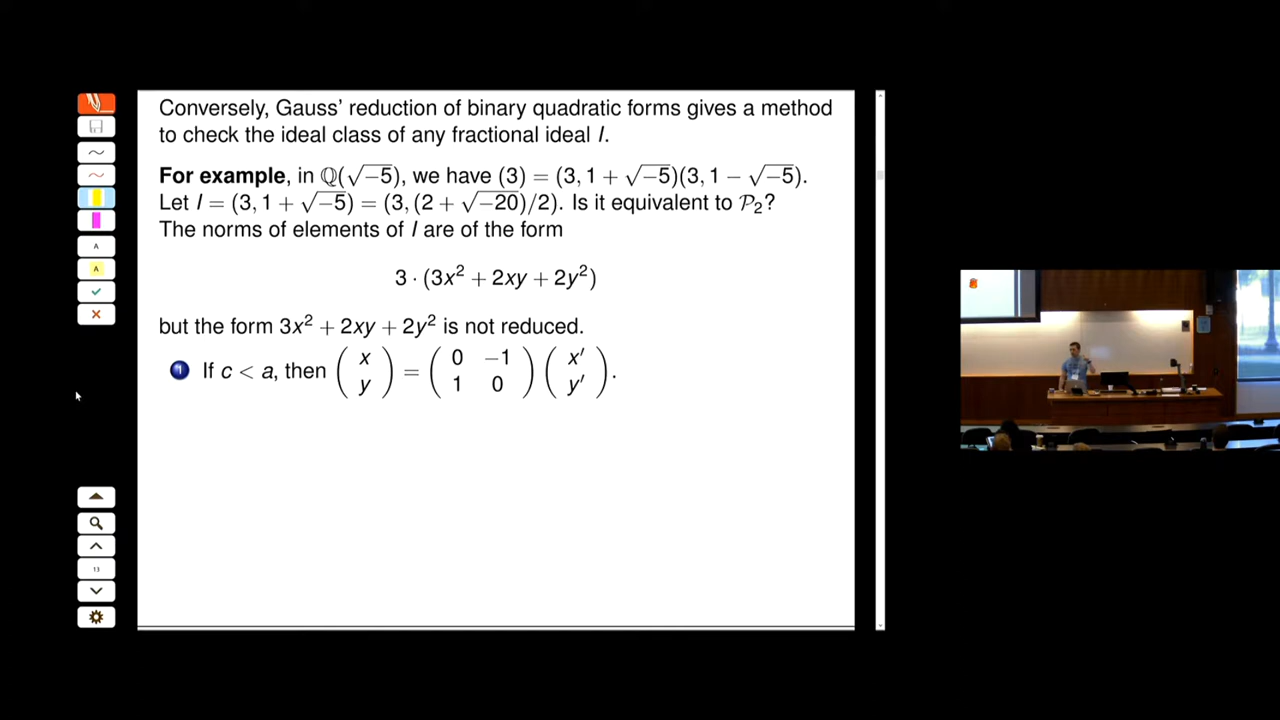 Conversely, Gauss' reduction of binary quadratic forms gives a method
to check the ideal class of any fractional ideal I.
For example, in ℚ(√−5), we have (3) = (3, 1 + √−5)(3, 1 − √−5).
Let I = (3, 1 + √−5) = (3, (2 + √−20)/2). Is it equivalent to 𝒫₂?
The norms of elements of I are of the form
3 · (3x² + 2xy + 2y²)
but the form 3x² + 2xy + 2y² is not reduced.
1 If c < a, then (x y) = (0 −1 1 0)(x′ y′).
A
A
13